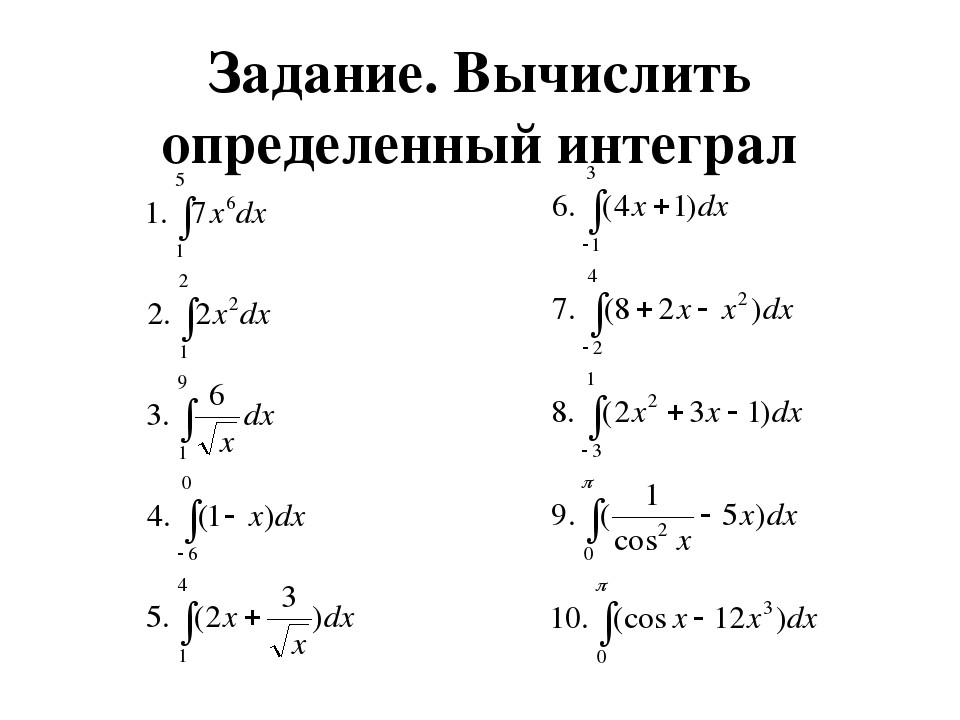 Задание. Вычислить
определенный интеграл
1. ∫₁⁵ 7x⁶dx
2. ∫₁² 2x²dx
3. ∫₁⁹ 6/√x dx
4. ∫₋₆⁰ (1 - x)dx
5. ∫₁⁴ (2x + 3/√x)dx
6. ∫₋₁³ (4x + 1)dx
7. ∫₋₂⁴ (8 + 2x - x²)dx
8. ∫₋₃¹ (2x² + 3x - 1)dx
9. ∫₀^π (1/cos² x - 5x)dx
10. ∫₀^π (cos x - 12x³)dx